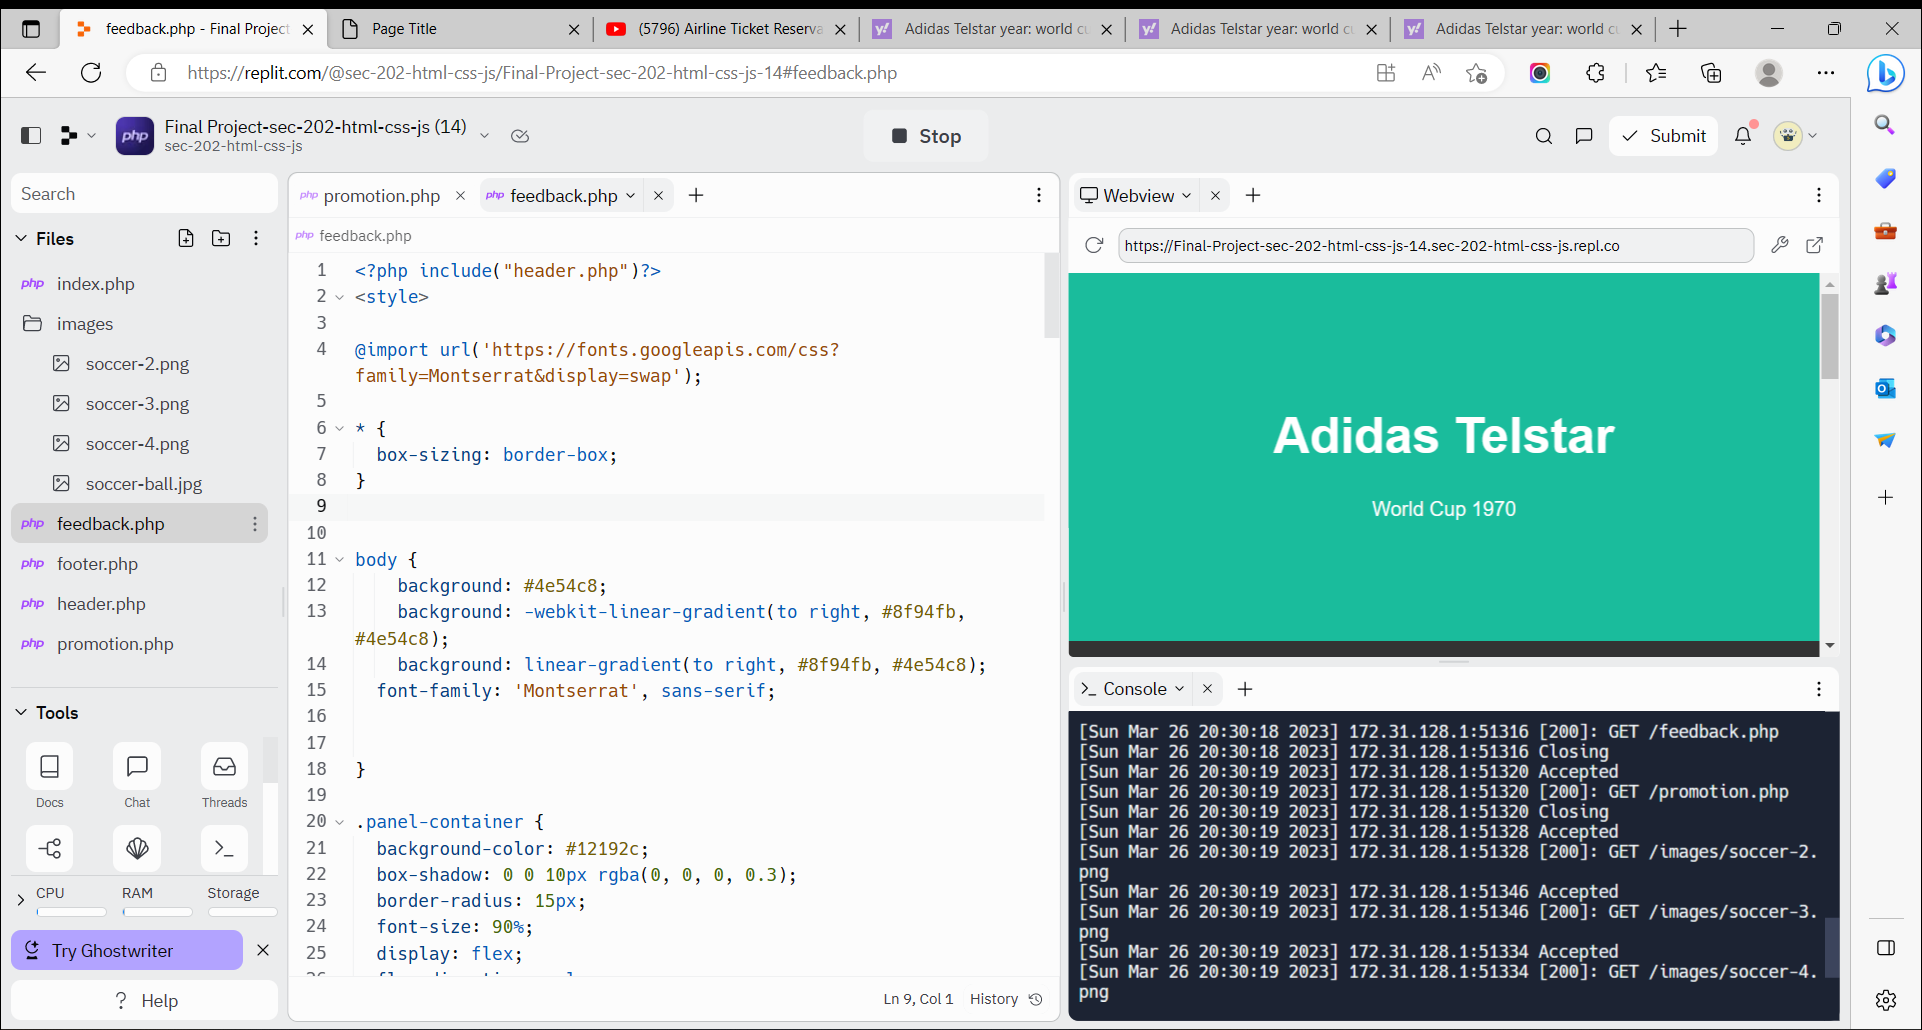 feedback.php - Final Project
Page Title
(5796) Airline Ticket Reserva
Adidas Telstar year: world cu
Adidas Telstar year: world cu
Adidas Telstar year: world cu
https://replit.com/@sec-202-html-css-js/Final-Project-sec-202-html-css-js-14#feedback.php
php
Final Project-sec-202-html-css-js (14)
sec-202-html-css-js
Stop
Submit
Search
Files
php index.php
images
soccer-2.png
soccer-3.png
soccer-4.png
soccer-ball.jpg
php feedback.php
php footer.php
php header.php
php promotion.php
Tools
Docs
Chat
Threads
CPU
RAM
Storage
Try Ghostwriter
? Help
php promotion.php
php feedback.php
php feedback.php
1 <?php include("header.php")?>
2 <style>
3
4 @import url('https://fonts.googleapis.com/css?
family=Montserrat&display=swap');
5
6 * {
7 box-sizing: border-box;
8 }
9
10
11 body {
12 background: #4e54c8;
13 background: -webkit-linear-gradient(to right, #8f94fb,
#4e54c8);
14 background: linear-gradient(to right, #8f94fb, #4e54c8);
15 font-family: 'Montserrat', sans-serif;
16
17
18 }
19
20 .panel-container {
21 background-color: #12192c;
22 box-shadow: 0 0 10px rgba(0, 0, 0, 0.3);
23 border-radius: 15px;
24 font-size: 90%;
25 display: flex;
Ln 9, Col 1
History
Webview
https://Final-Project-sec-202-html-css-js-14.sec-202-html-css-js.repl.co
Adidas Telstar
World Cup 1970
Console
[Sun Mar 26 20:30:18 2023] 172.31.128.1:51316 [200]: GET /feedback.php
[Sun Mar 26 20:30:18 2023] 172.31.128.1:51316 Closing
[Sun Mar 26 20:30:19 2023] 172.31.128.1:51320 Accepted
[Sun Mar 26 20:30:19 2023] 172.31.128.1:51320 [200]: GET /promotion.php
[Sun Mar 26 20:30:19 2023] 172.31.128.1:51320 Closing
[Sun Mar 26 20:30:19 2023] 172.31.128.1:51328 Accepted
[Sun Mar 26 20:30:19 2023] 172.31.128.1:51328 [200]: GET /images/soccer-2.
png
[Sun Mar 26 20:30:19 2023] 172.31.128.1:51346 Accepted
[Sun Mar 26 20:30:19 2023] 172.31.128.1:51346 [200]: GET /images/soccer-3.
png
[Sun Mar 26 20:30:19 2023] 172.31.128.1:51334 Accepted
[Sun Mar 26 20:30:19 2023] 172.31.128.1:51334 [200]: GET /images/soccer-4.
png